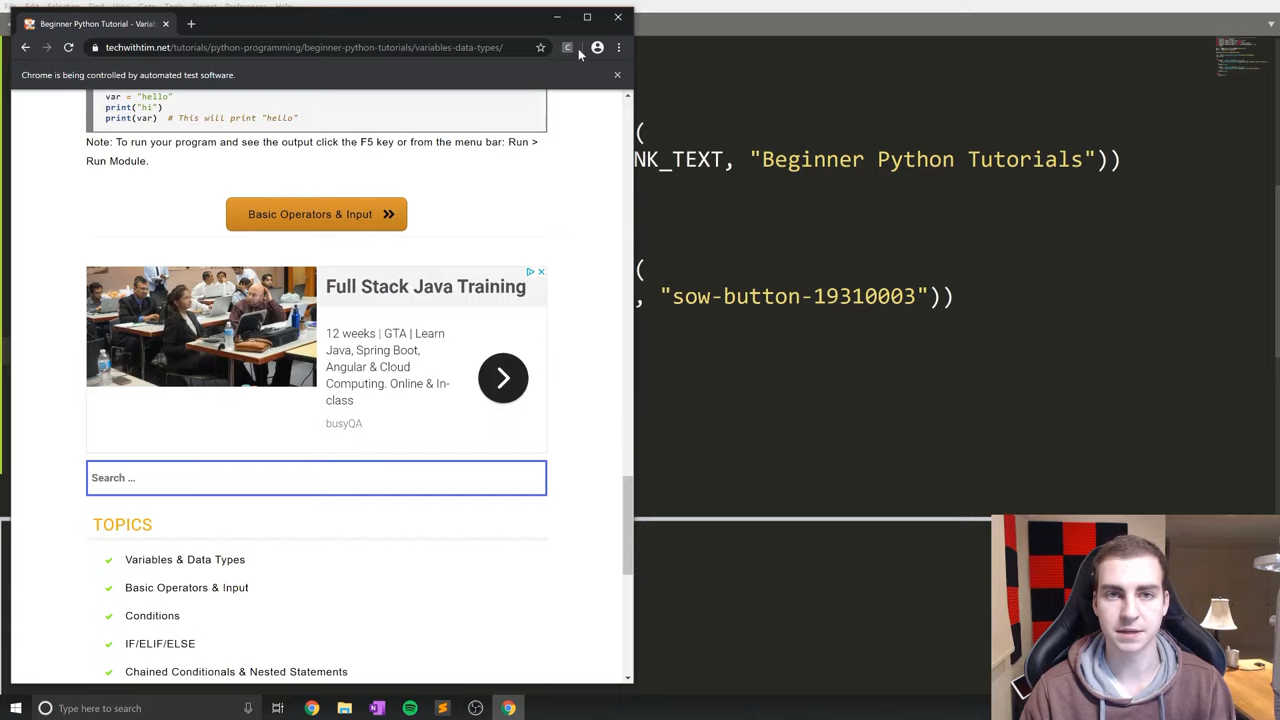 Beginner Python Tutorial - Varia
techwithtim.net/tutorials/python-programming/beginner-python-tutorials/variables-data-types/
C
Chrome is being controlled by automated test software.
var = "hello"
print("hi")
print(var)  # This will print "hello"
Note: To run your program and see the output click the F5 key or from the menu bar: Run >
Run Module.
Basic Operators & Input
Full Stack Java Training
12 weeks | GTA | Learn
Java, Spring Boot,
Angular & Cloud
Computing. Online & In-
class
busyQA
Search ...
TOPICS
Variables & Data Types
Basic Operators & Input
Conditions
IF/ELIF/ELSE
Chained Conditionals & Nested Statements
(
NK_TEXT, "Beginner Python Tutorials"))
(
, "sow-button-19310003"))
Type here to search